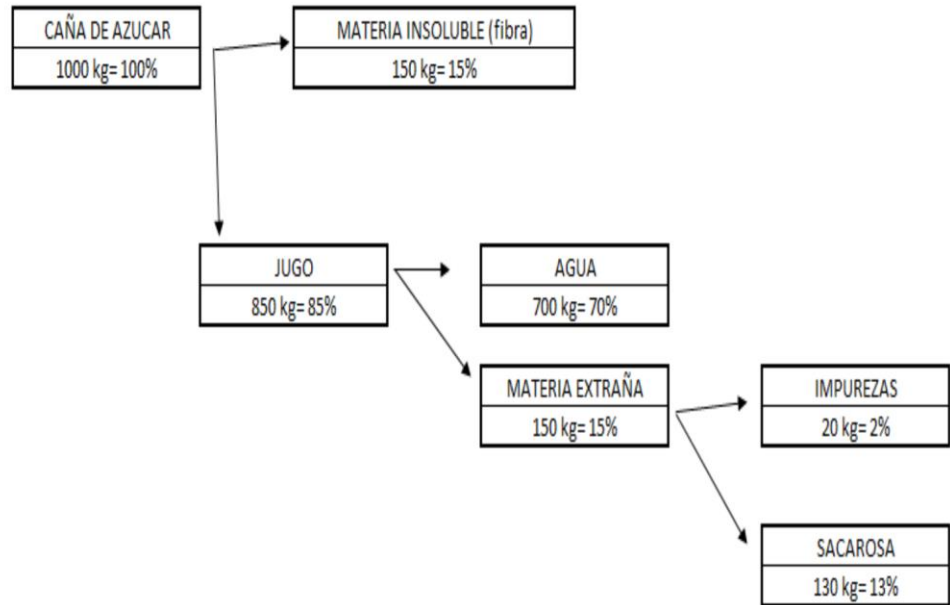 CAÑA DE AZUCAR
1000 kg= 100%
MATERIA INSOLUBLE (fibra)
150 kg= 15%
JUGO
850 kg= 85%
AGUA
700 kg= 70%
MATERIA EXTRAÑA
150 kg= 15%
IMPUREZAS
20 kg= 2%
SACAROSA
130 kg= 13%